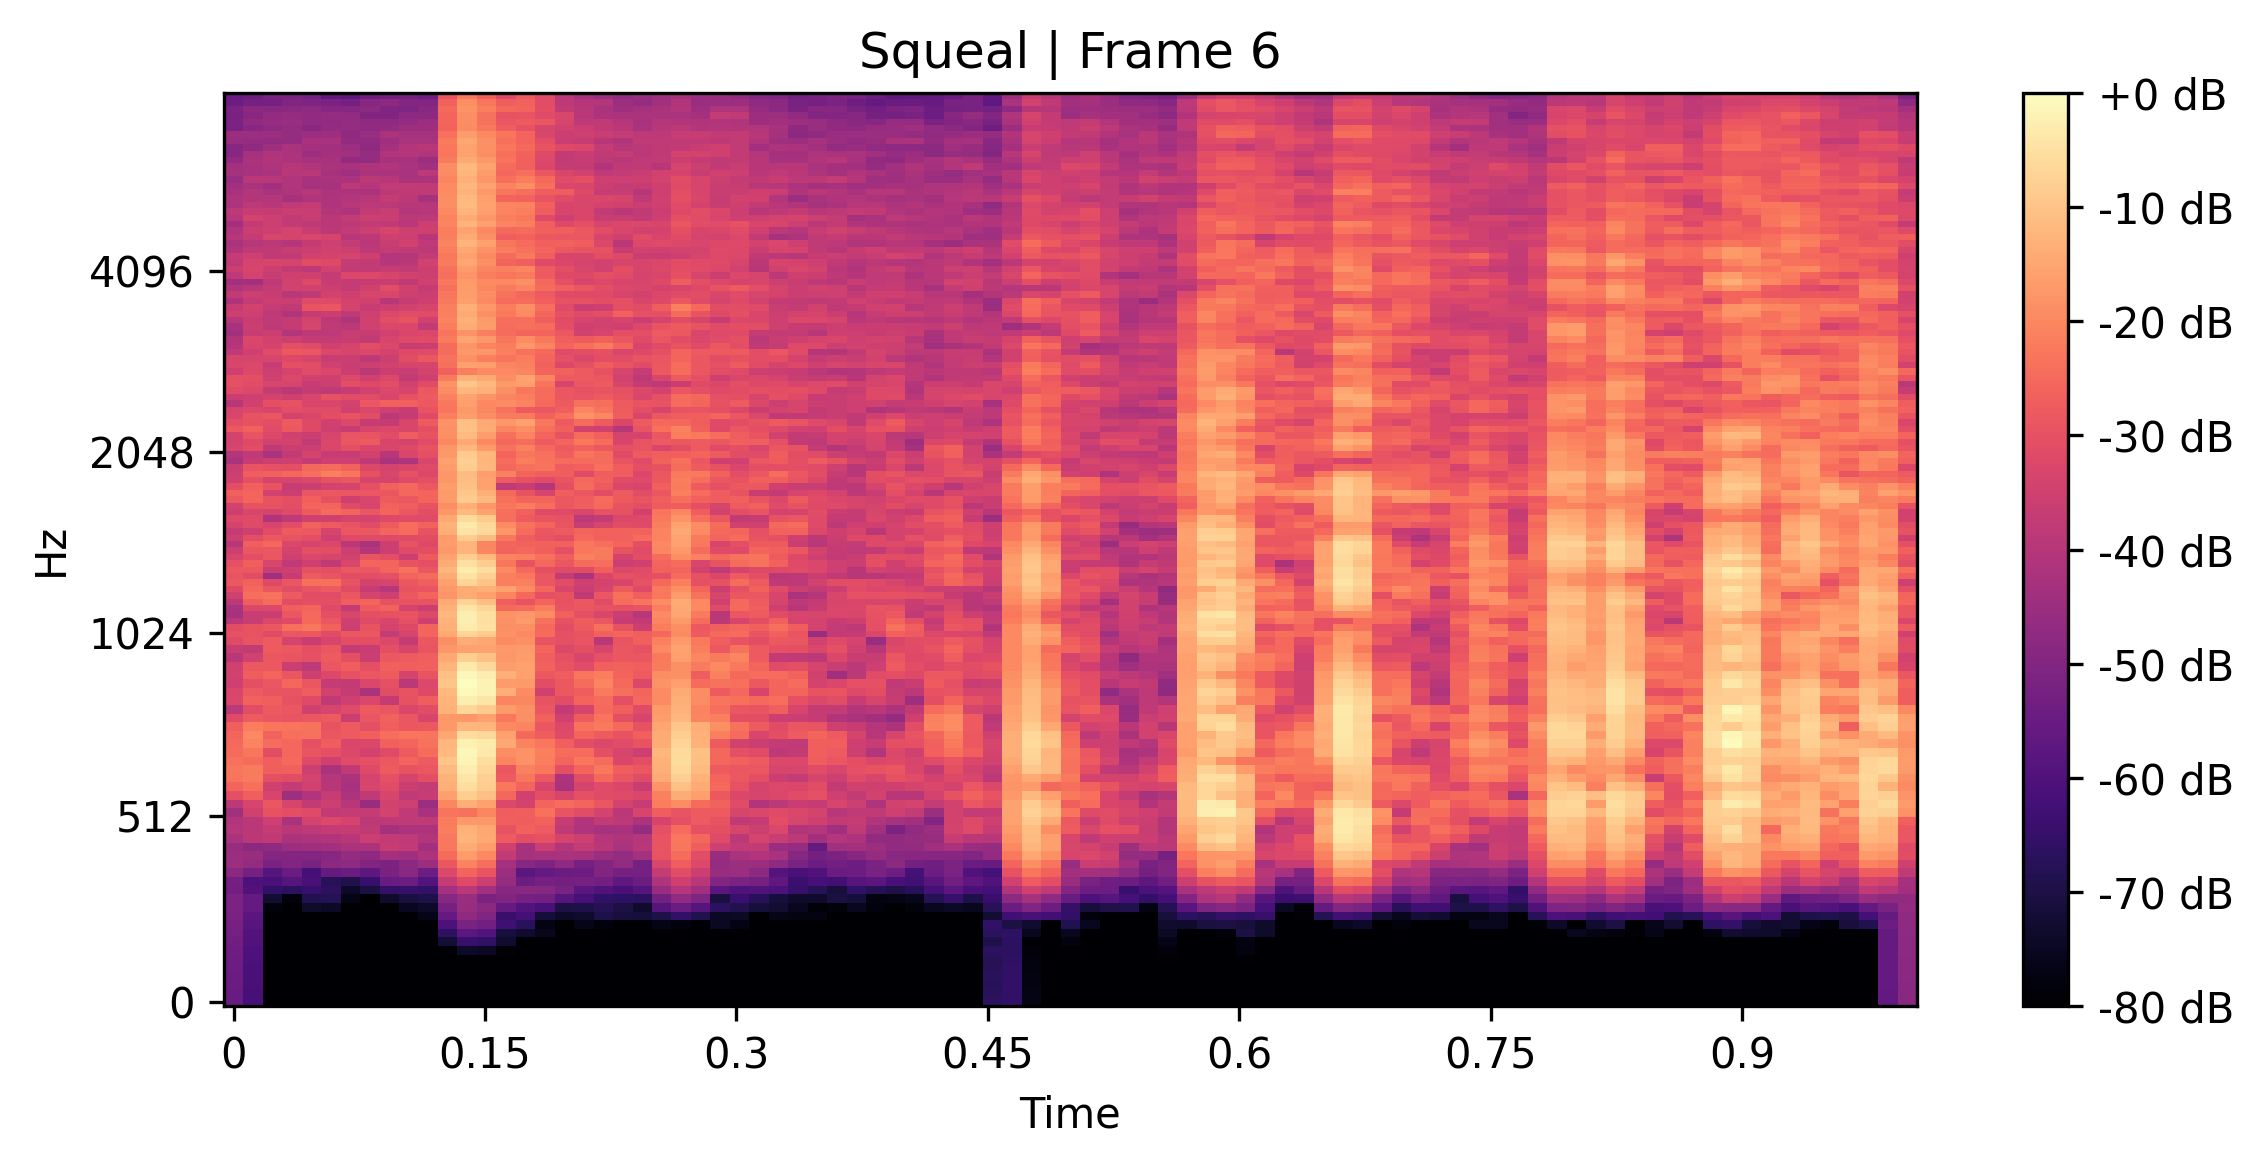 Squeal | Frame 6
Hz
4096
2048
1024
512
0
0 0.15 0.3 0.45 0.6 0.75 0.9
Time
+0 dB
-10 dB
-20 dB
-30 dB
-40 dB
-50 dB
-60 dB
-70 dB
-80 dB